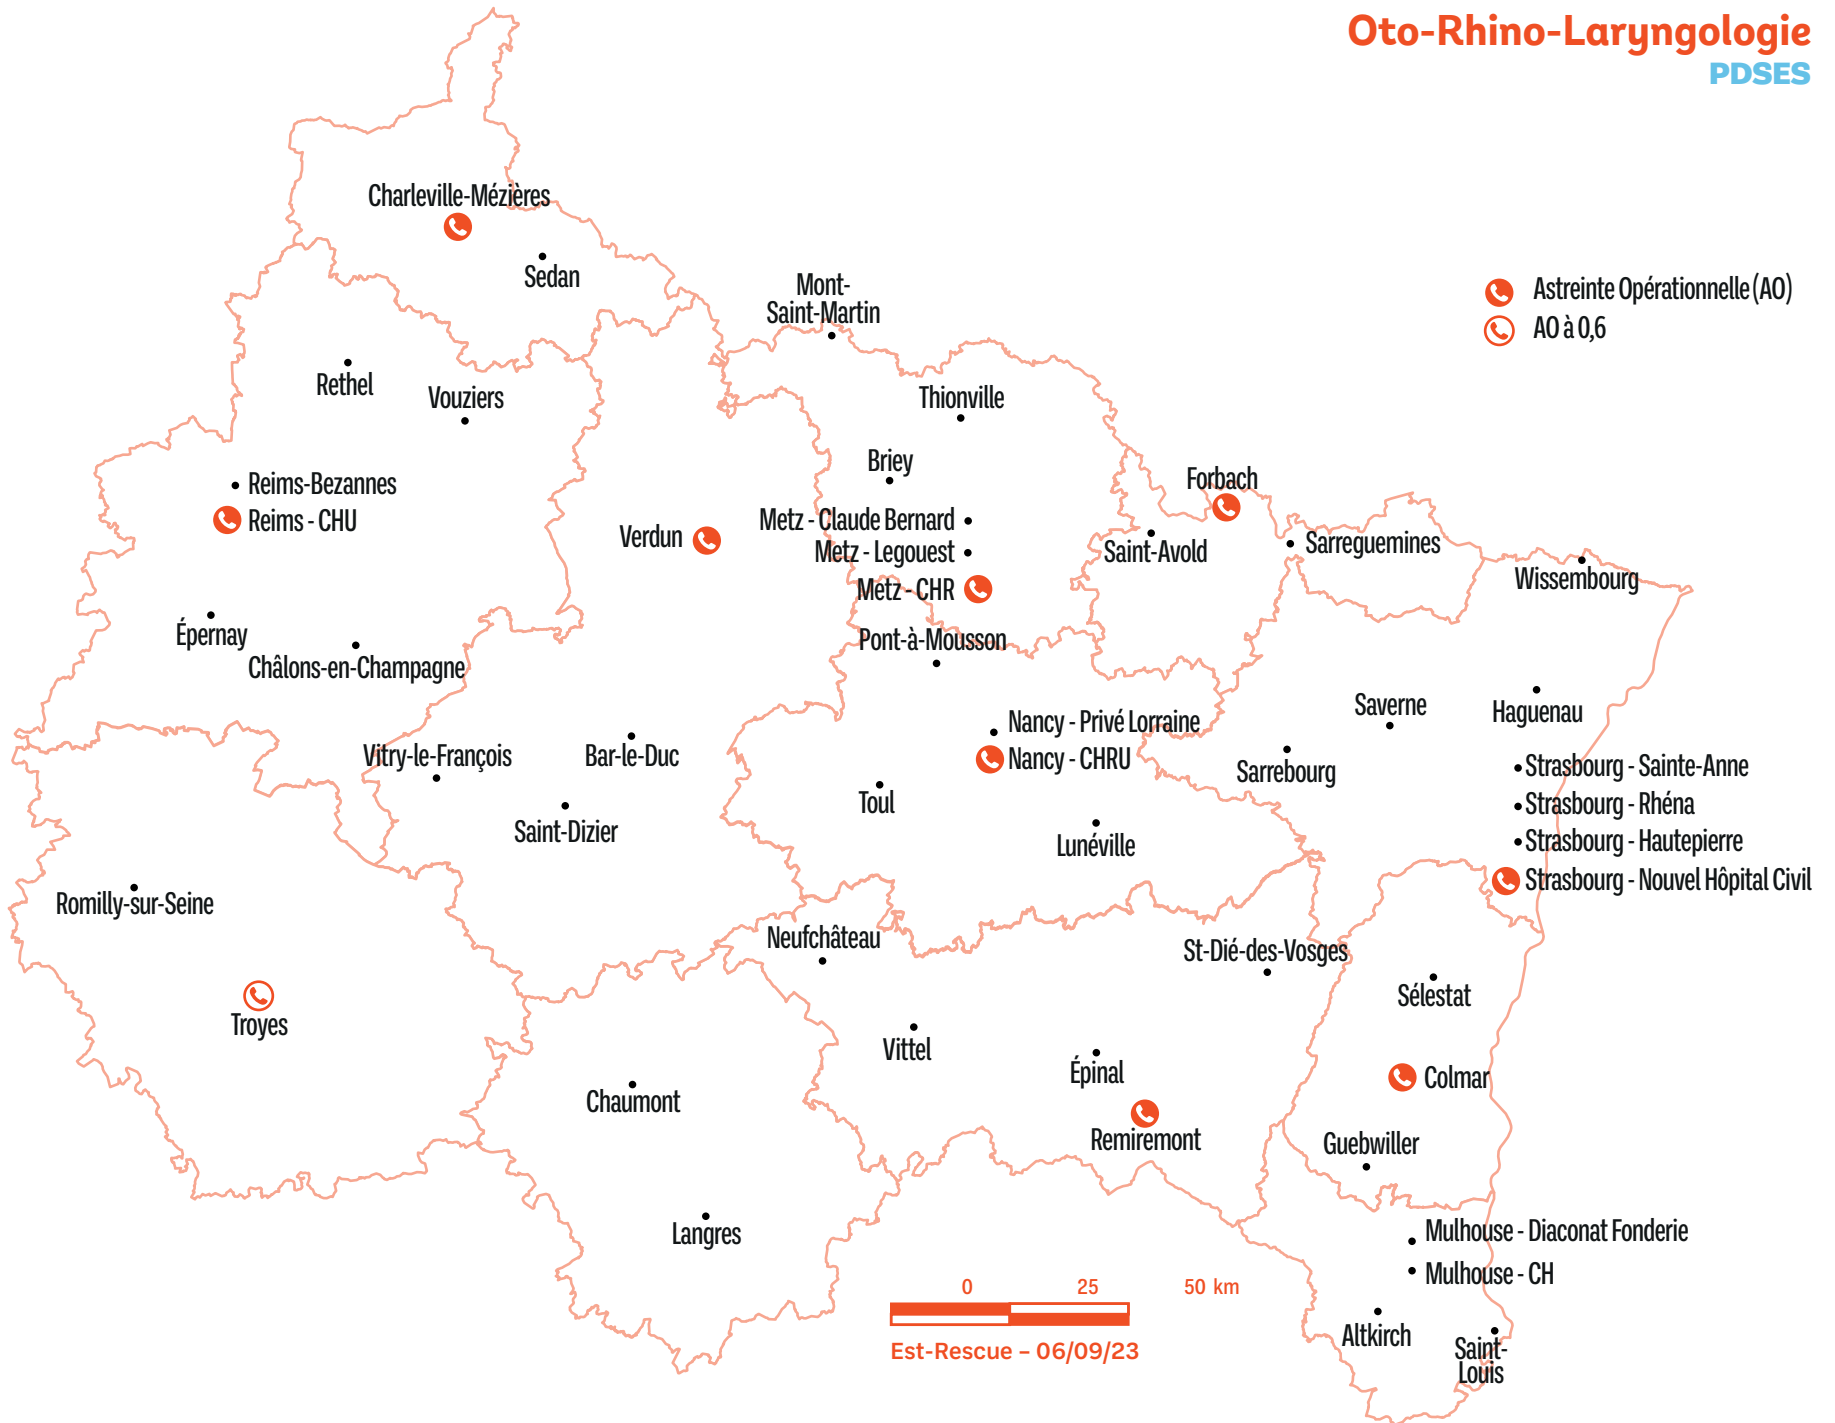 Oto-Rhino-Laryngologie
PDSES
Charleville-Mézières
Sedan
Mont-
Saint-Martin
Astreinte Opérationnelle (AO)
AO à 0,6
Rethel
Vouziers
Thionville
Briey
Forbach
Reims-Bezannes
Reims - CHU
Verdun
Metz - Claude Bernard
Metz - Legouest
Metz - CHR
Saint-Avold
Sarreguemines
Wissembourg
Épernay
Châlons-en-Champagne
Pont-à-Mousson
Nancy - Privé Lorraine
Nancy - CHRU
Saverne
Haguenau
Vitry-le-François
Bar-le-Duc
Sarrebourg
Strasbourg - Sainte-Anne
Strasbourg - Rhéna
Strasbourg - Hautepierre
Strasbourg - Nouvel Hôpital Civil
Toul
Saint-Dizier
Lunéville
Romilly-sur-Seine
Neufchâteau
St-Dié-des-Vosges
Sélestat
Troyes
Vittel
Épinal
Colmar
Chaumont
Remiremont
Guebwiller
Langres
Mulhouse - Diaconat Fonderie
Mulhouse - CH
Altkirch
Saint-
Louis
0 25 50 km
Est-Rescue – 06/09/23